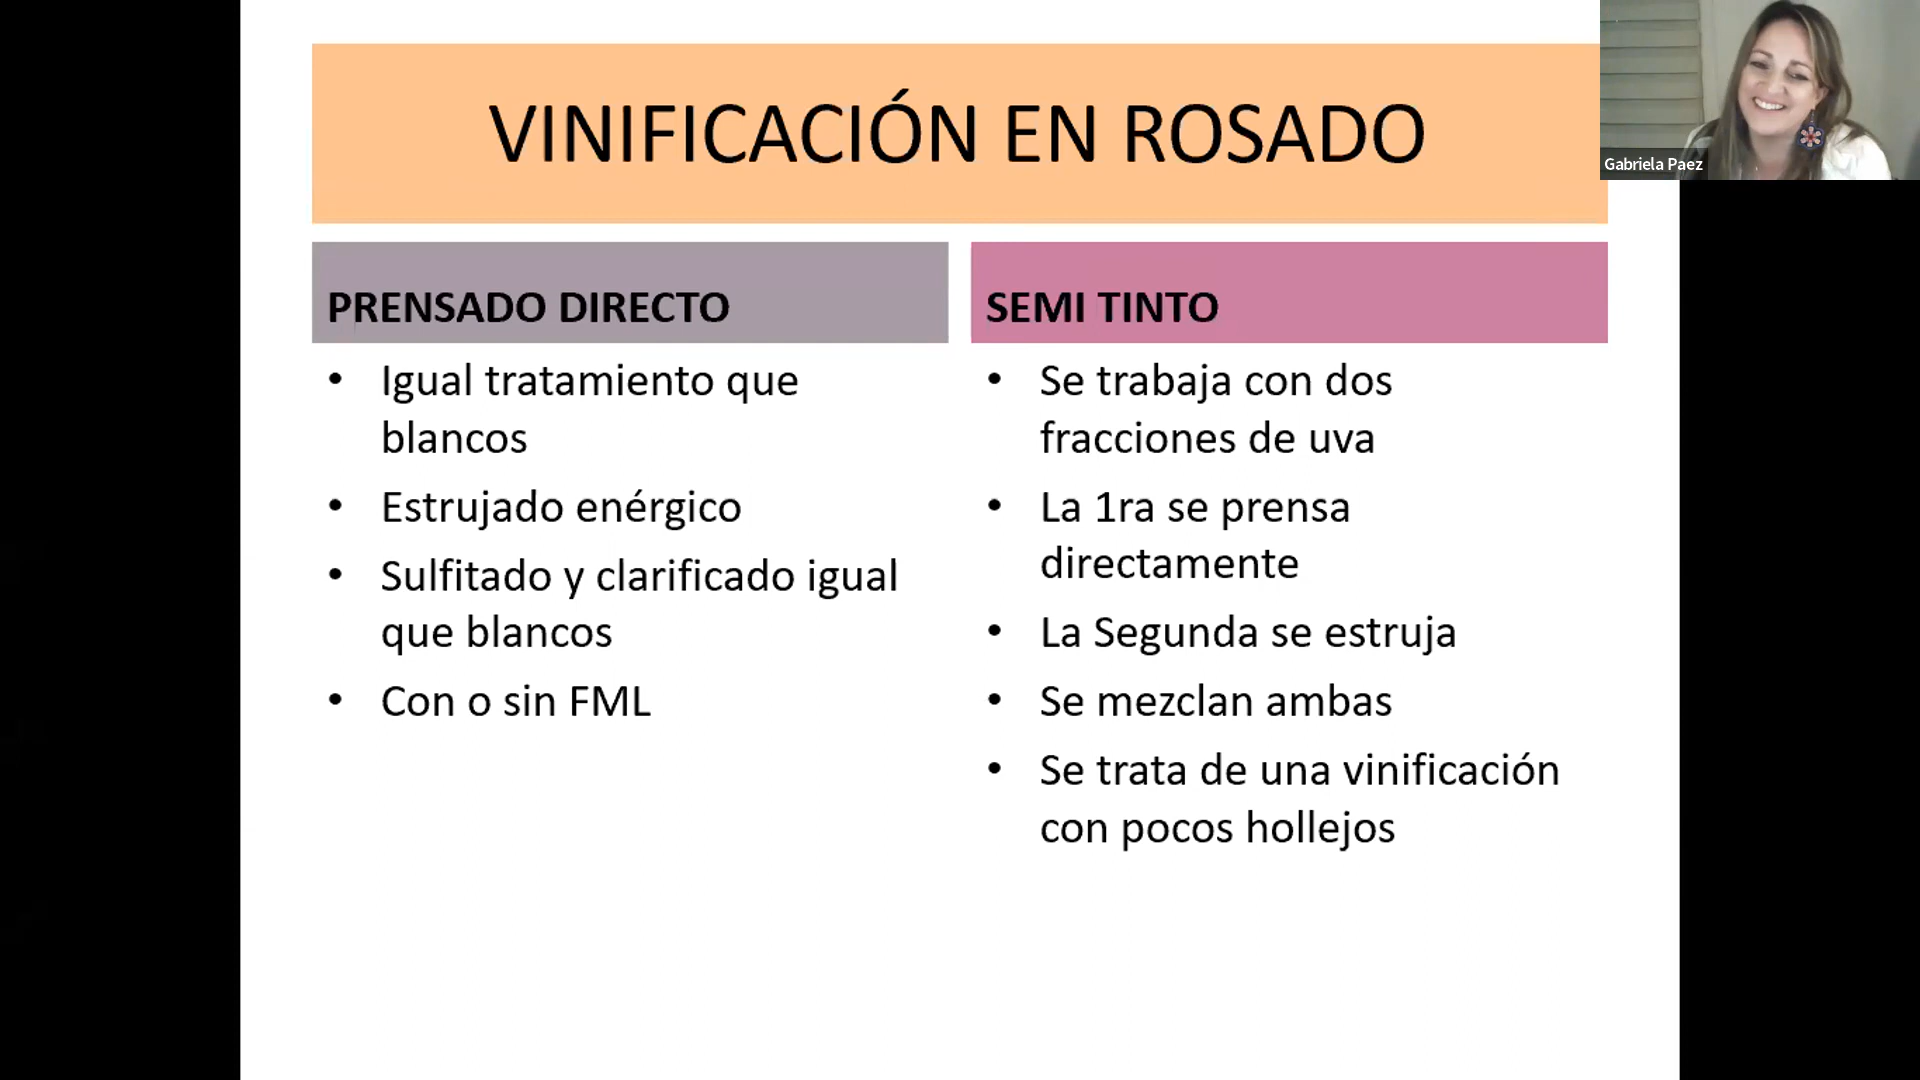 VINIFICACIÓN EN ROSADO
Gabriela Paez
PRENSADO DIRECTO
• Igual tratamiento que
blancos
• Estrujado enérgico
• Sulfitado y clarificado igual
que blancos
• Con o sin FML
SEMI TINTO
• Se trabaja con dos
fracciones de uva
• La 1ra se prensa
directamente
• La Segunda se estruja
• Se mezclan ambas
• Se trata de una vinificación
con pocos hollejos